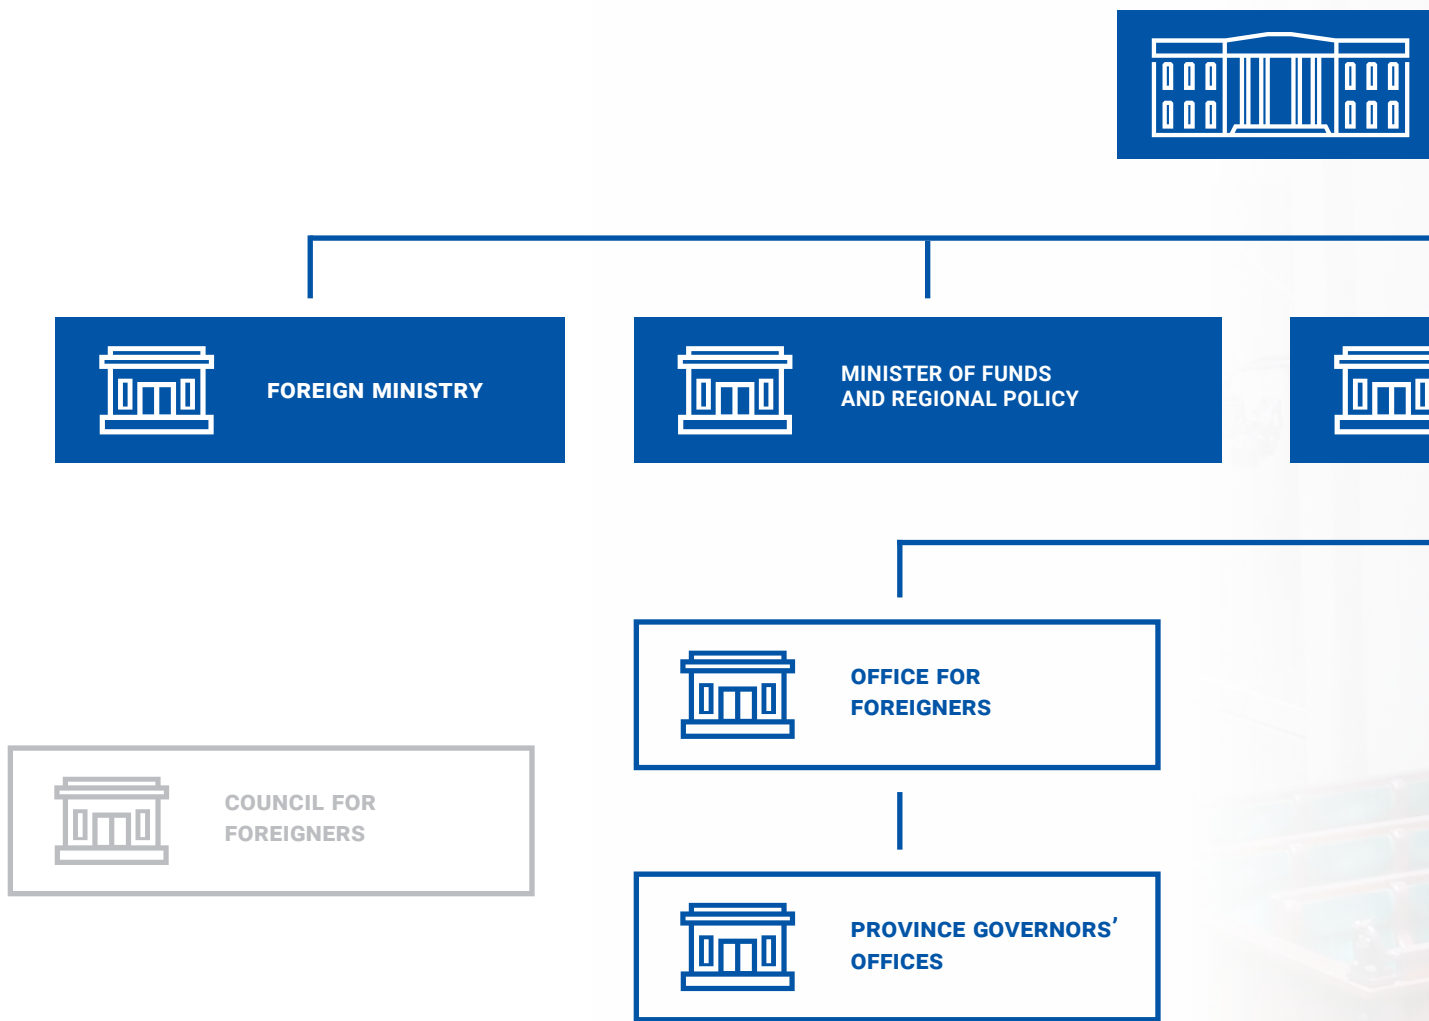 FOREIGN MINISTRY
MINISTER OF FUNDS
AND REGIONAL POLICY
OFFICE FOR
FOREIGNERS
COUNCIL FOR
FOREIGNERS
PROVINCE GOVERNORS’
OFFICES